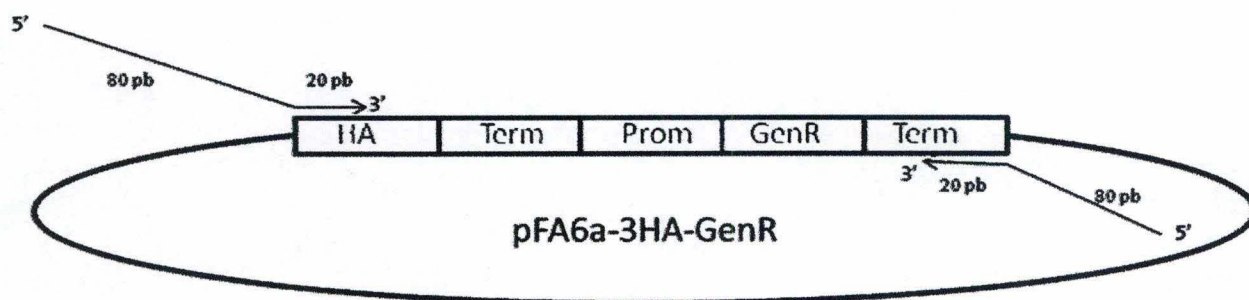 5'
80 pb 20 pb
3'
HA Term Prom GenR Term
3' 20 pb
80 pb
5'
pFA6a-3HA-GenR